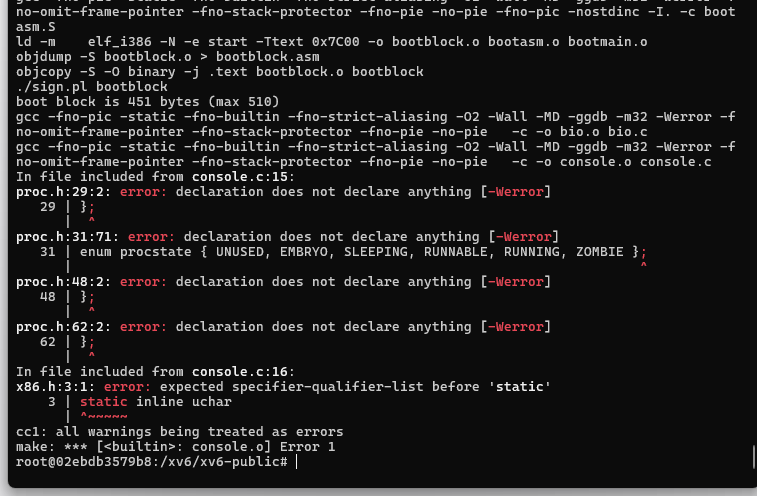 no-omit-frame-pointer -fno-stack-protector -fno-pie -no-pie -fno-pic -nostdinc -I. -c boot
asm.S
ld -m    elf_i386 -N -e start -Ttext 0x7C00 -o bootblock.o bootasm.o bootmain.o
objdump -S bootblock.o > bootblock.asm
objcopy -S -O binary -j .text bootblock.o bootblock
./sign.pl bootblock
boot block is 451 bytes (max 510)
gcc -fno-pic -static -fno-builtin -fno-strict-aliasing -O2 -Wall -MD -ggdb -m32 -Werror -f
no-omit-frame-pointer -fno-stack-protector -fno-pie -no-pie   -c -o bio.o bio.c
gcc -fno-pic -static -fno-builtin -fno-strict-aliasing -O2 -Wall -MD -ggdb -m32 -Werror -f
no-omit-frame-pointer -fno-stack-protector -fno-pie -no-pie   -c -o console.o console.c
In file included from console.c:15:
proc.h:29:2: error: declaration does not declare anything [-Werror]
   29 | };
      |  ^
proc.h:31:71: error: declaration does not declare anything [-Werror]
   31 | enum procstate { UNUSED, EMBRYO, SLEEPING, RUNNABLE, RUNNING, ZOMBIE };
      |                                                                       ^
proc.h:48:2: error: declaration does not declare anything [-Werror]
   48 | };
      |  ^
proc.h:62:2: error: declaration does not declare anything [-Werror]
   62 | };
      |  ^
In file included from console.c:16:
x86.h:3:1: error: expected specifier-qualifier-list before 'static'
    3 | static inline uchar
      | ^~~~~~
cc1: all warnings being treated as errors
make: *** [<builtin>: console.o] Error 1
root@02ebdb3579b8:/xv6/xv6-public#